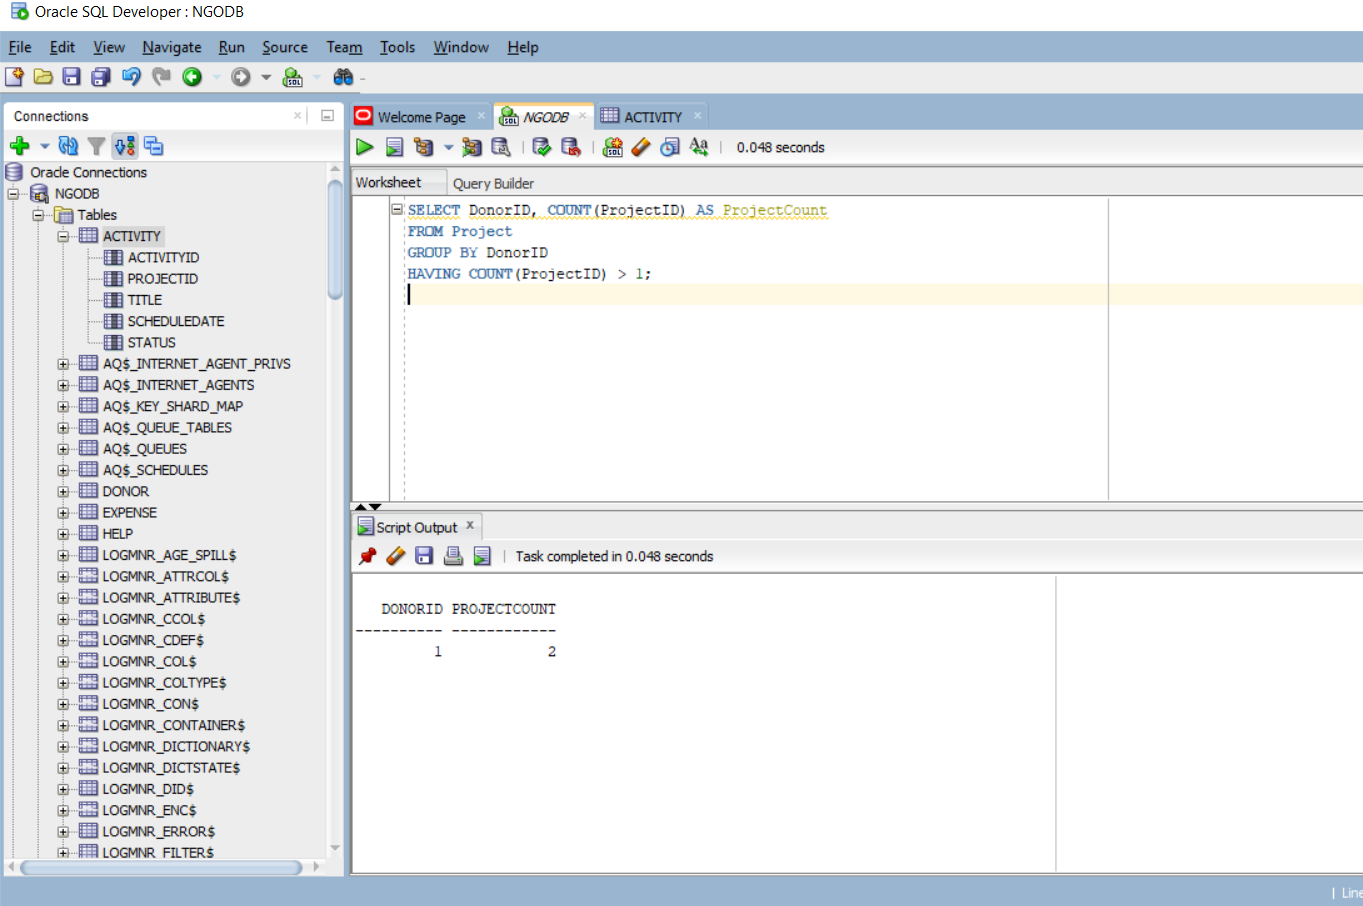 Oracle SQL Developer : NGODB
File Edit View Navigate Run Source Team Tools Window Help
Connections
Oracle Connections
NGODB
Tables
ACTIVITY
ACTIVITYID
PROJECTID
TITLE
SCHEDULEDATE
STATUS
AQ$_INTERNET_AGENT_PRIVS
AQ$_INTERNET_AGENTS
AQ$_KEY_SHARD_MAP
AQ$_QUEUE_TABLES
AQ$_QUEUES
AQ$_SCHEDULES
DONOR
EXPENSE
HELP
LOGMNR_AGE_SPILL$
LOGMNR_ATTRCOL$
LOGMNR_ATTRIBUTE$
LOGMNR_CCOL$
LOGMNR_CDEF$
LOGMNR_COL$
LOGMNR_COLTYPE$
LOGMNR_CON$
LOGMNR_CONTAINER$
LOGMNR_DICTIONARY$
LOGMNR_DICTSTATE$
LOGMNR_DID$
LOGMNR_ENC$
LOGMNR_ERROR$
LOGMNR_FILTER$
Welcome Page NGODB ACTIVITY
0.048 seconds
Worksheet Query Builder
SELECT DonorID, COUNT(ProjectID) AS ProjectCount
FROM Project
GROUP BY DonorID
HAVING COUNT(ProjectID) > 1;
Script Output
Task completed in 0.048 seconds
DONORID PROJECTCOUNT
---------- ------------
1 2
| Line